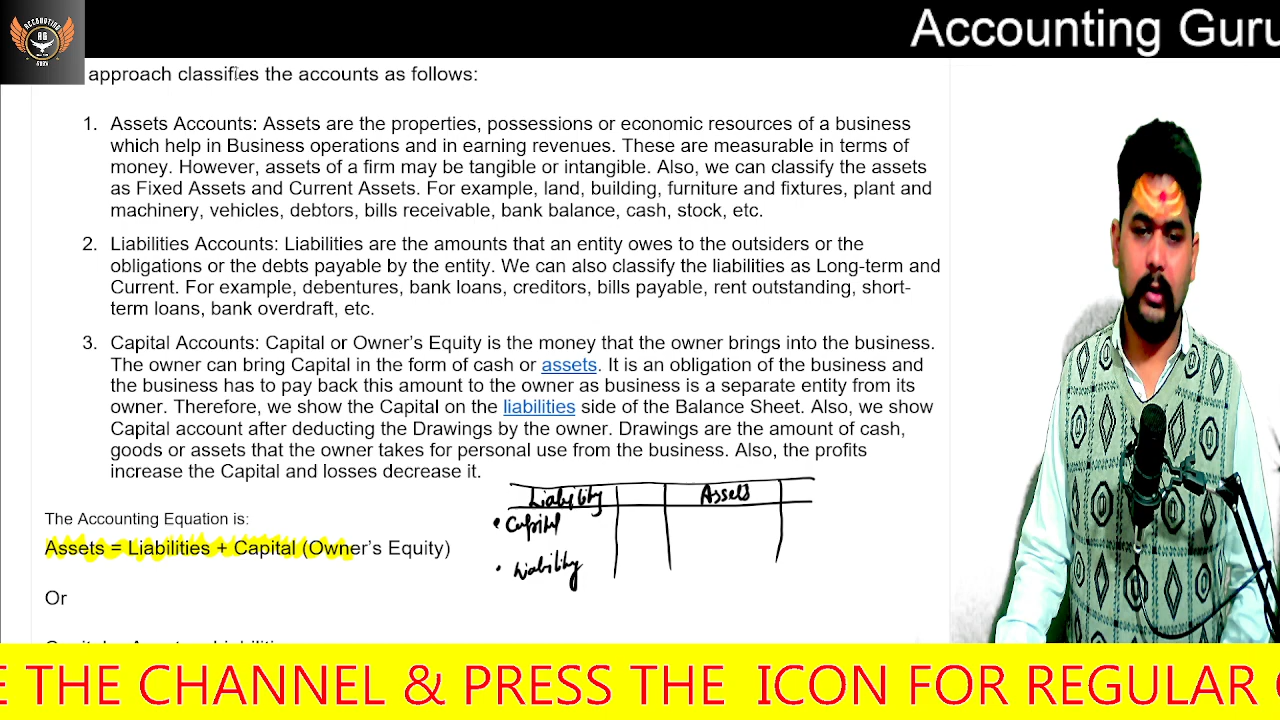 Accounting Guru
ACCOUNTING
AG
GURU
approach classifies the accounts as follows:
1. Assets Accounts: Assets are the properties, possessions or economic resources of a business
which help in Business operations and in earning revenues. These are measurable in terms of
money. However, assets of a firm may be tangible or intangible. Also, we can classify the assets
as Fixed Assets and Current Assets. For example, land, building, furniture and fixtures, plant and
machinery, vehicles, debtors, bills receivable, bank balance, cash, stock, etc.
2. Liabilities Accounts: Liabilities are the amounts that an entity owes to the outsiders or the
obligations or the debts payable by the entity. We can also classify the liabilities as Long-term and
Current. For example, debentures, bank loans, creditors, bills payable, rent outstanding, short-
term loans, bank overdraft, etc.
3. Capital Accounts: Capital or Owner’s Equity is the money that the owner brings into the business.
The owner can bring Capital in the form of cash or assets. It is an obligation of the business and
the business has to pay back this amount to the owner as business is a separate entity from its
owner. Therefore, we show the Capital on the liabilities side of the Balance Sheet. Also, we show
Capital account after deducting the Drawings by the owner. Drawings are the amount of cash,
goods or assets that the owner takes for personal use from the business. Also, the profits
increase the Capital and losses decrease it.
Liability Assets
• Capital
• Liability
The Accounting Equation is:
Assets = Liabilities + Capital (Owner’s Equity)
Or
E THE CHANNEL & PRESS THE ICON FOR REGULAR